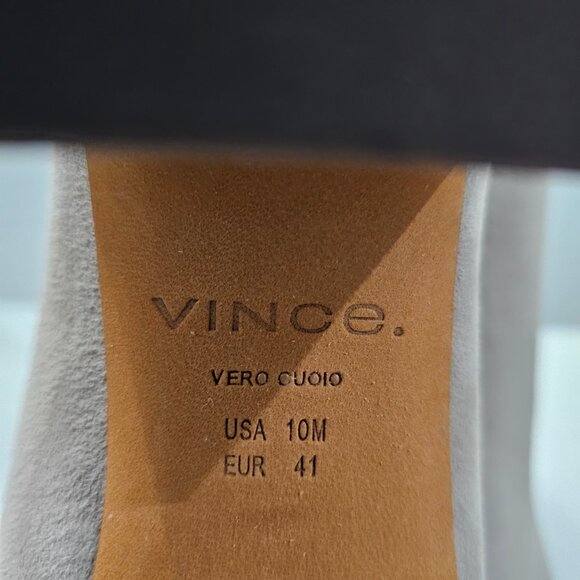 VINCe.
VERO CUOIO
USA 10M
EUR 41